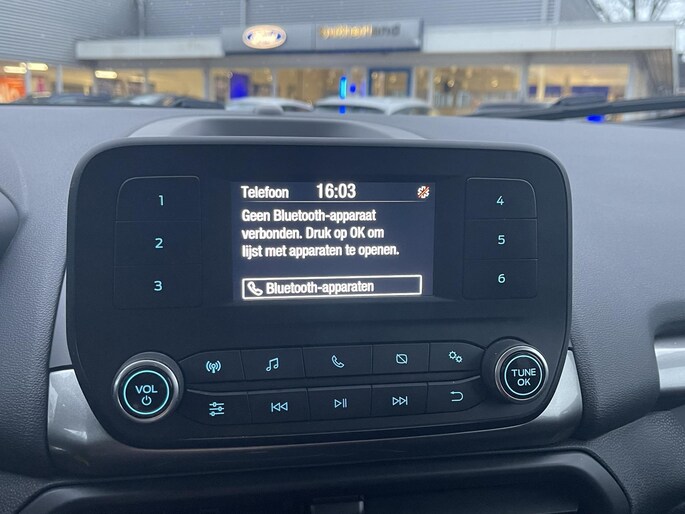 Ford
Telefoon 16:03
Geen Bluetooth-apparaat
verbonden. Druk op OK om
lijst met apparaten te openen.
Bluetooth-apparaten
1
2
3
4
5
6
VOL
TUNE
OK